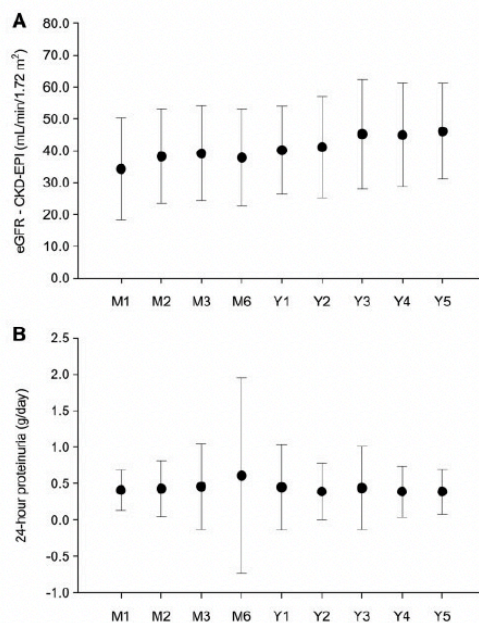 A
eGFR - CKD-EPI (mL/min/1.72 m²)
80.0
70.0
60.0
50.0
40.0
30.0
20.0
10.0
0.0
M1 M2 M3 M6 Y1 Y2 Y3 Y4 Y5
B
24-hour proteinuria (g/day)
2.5
2.0
1.5
1.0
0.5
0.0
-0.5
-1.0
M1 M2 M3 M6 Y1 Y2 Y3 Y4 Y5